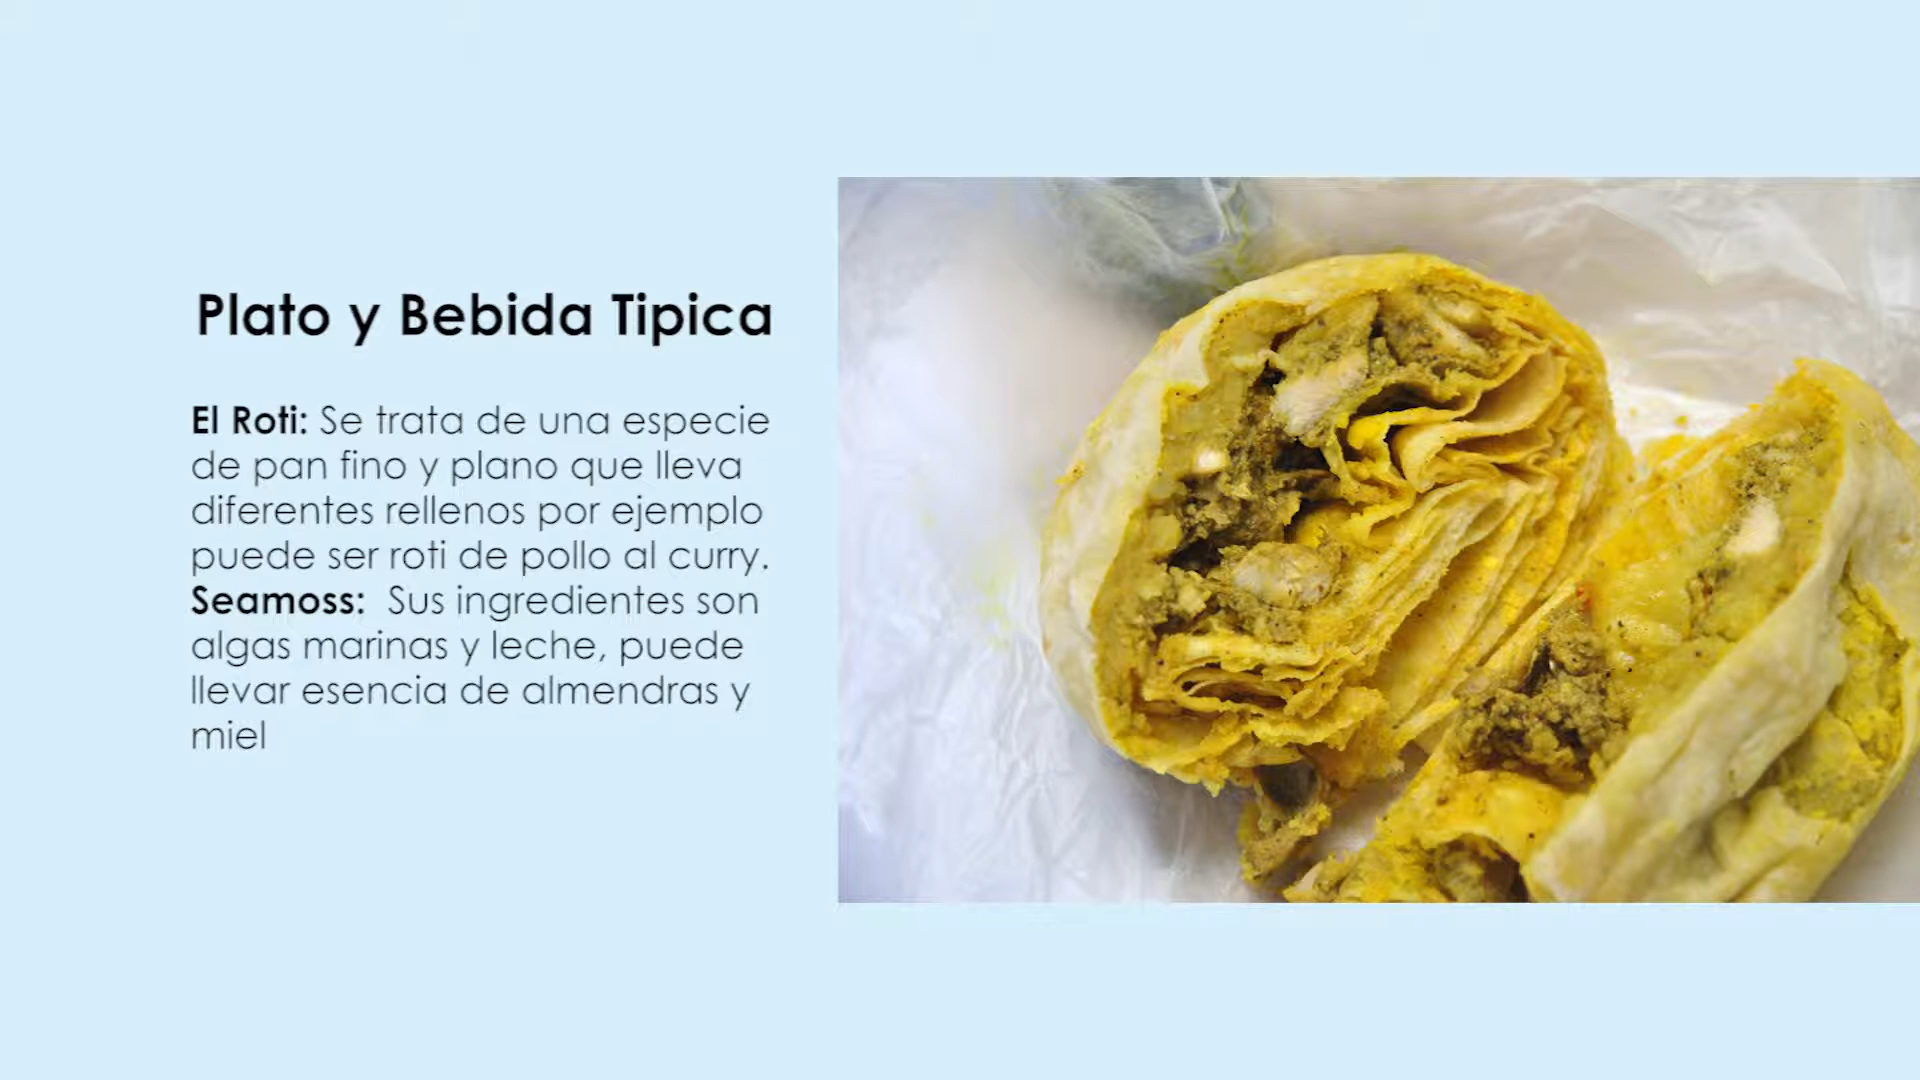 Plato y Bebida Tipica
El Roti: Se trata de una especie
de pan fino y plano que lleva
diferentes rellenos por ejemplo
puede ser roti de pollo al curry.
Seamoss:  Sus ingredientes son
algas marinas y leche, puede
llevar esencia de almendras y
miel